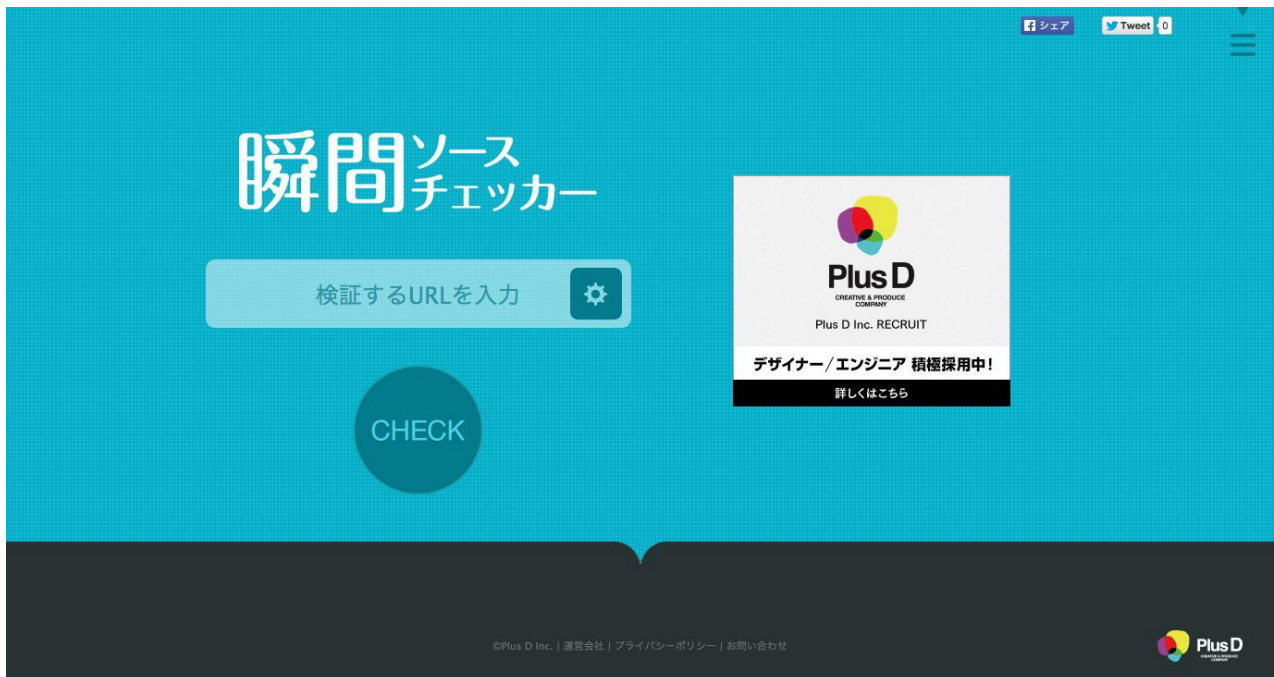 シェア
Tweet
0
瞬間ソース
チェッカー
検証するURLを入力
CHECK
Plus D
CREATIVE & PRODUCE
COMPANY
Plus D Inc. RECRUIT
デザイナー/エンジニア 積極採用中!
詳しくはこちら
©Plus D Inc. | 運営会社 | プライバシーポリシー | お問い合わせ
Plus D
CREATIVE & PRODUCE
COMPANY